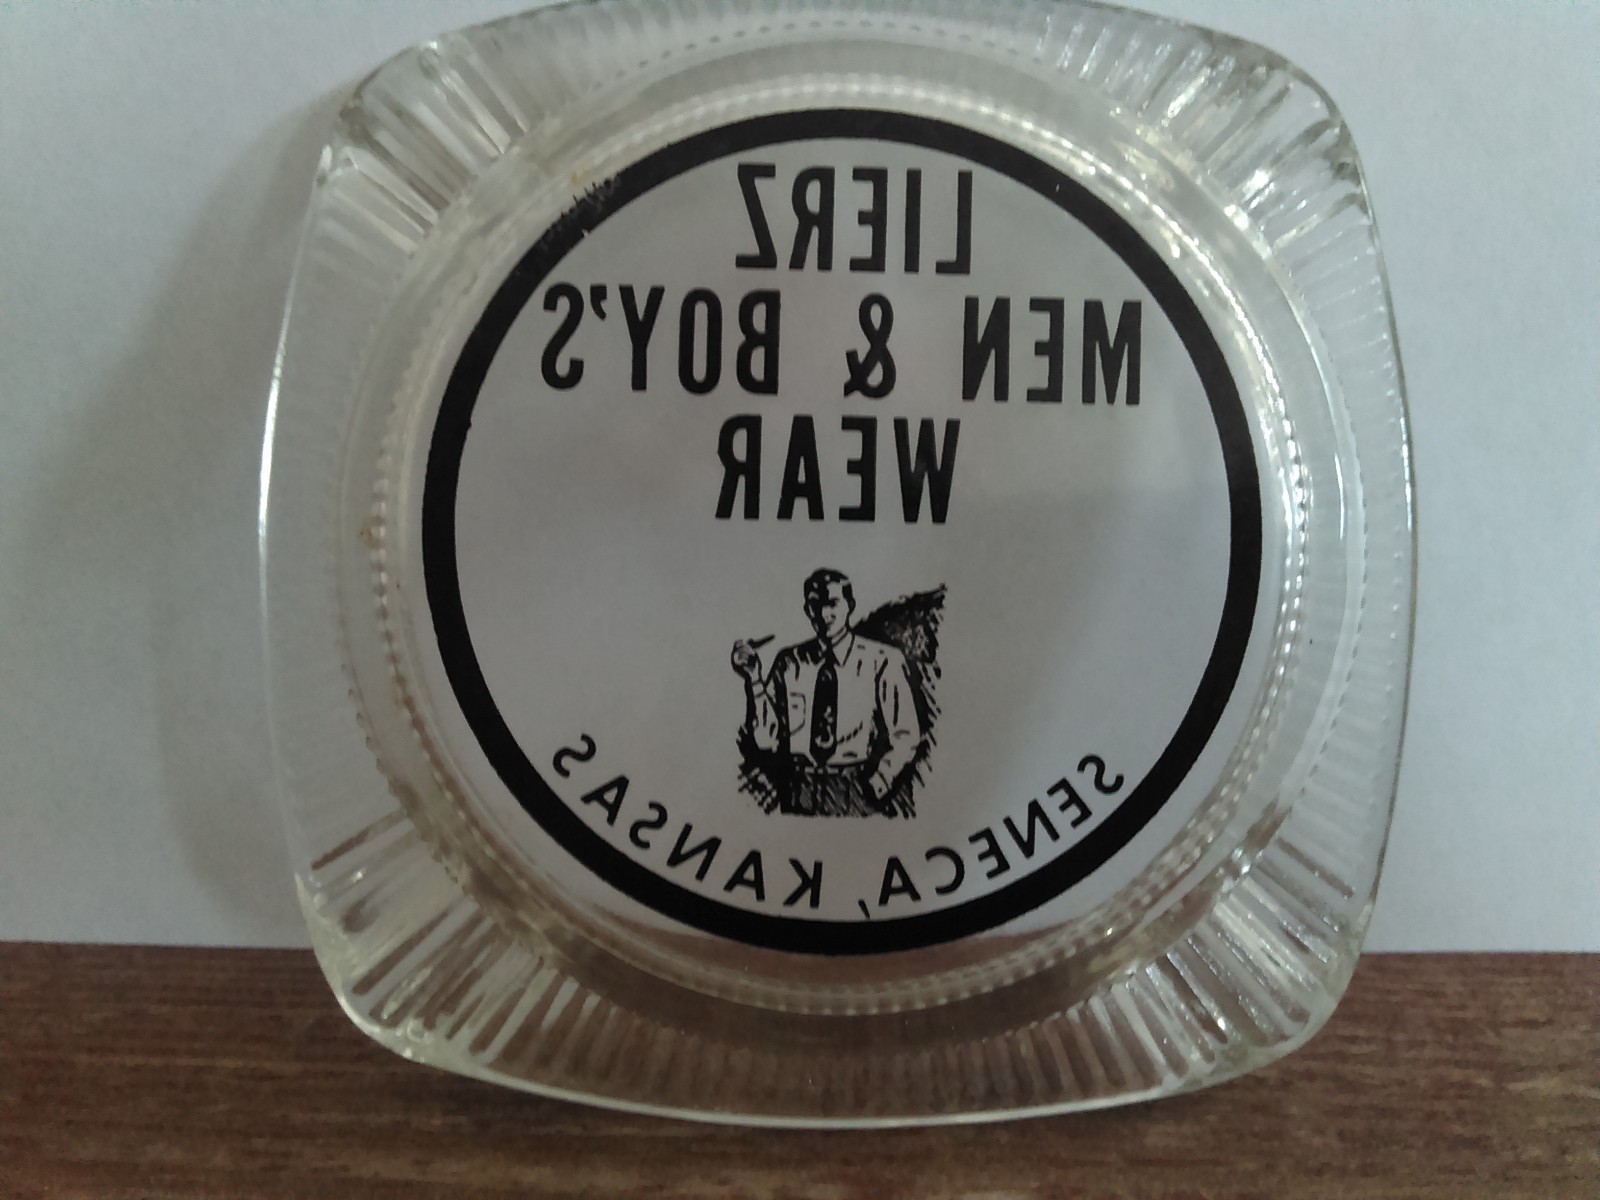 LIERZ
MEN & BOY'S
WEAR
SENECA, KANSAS